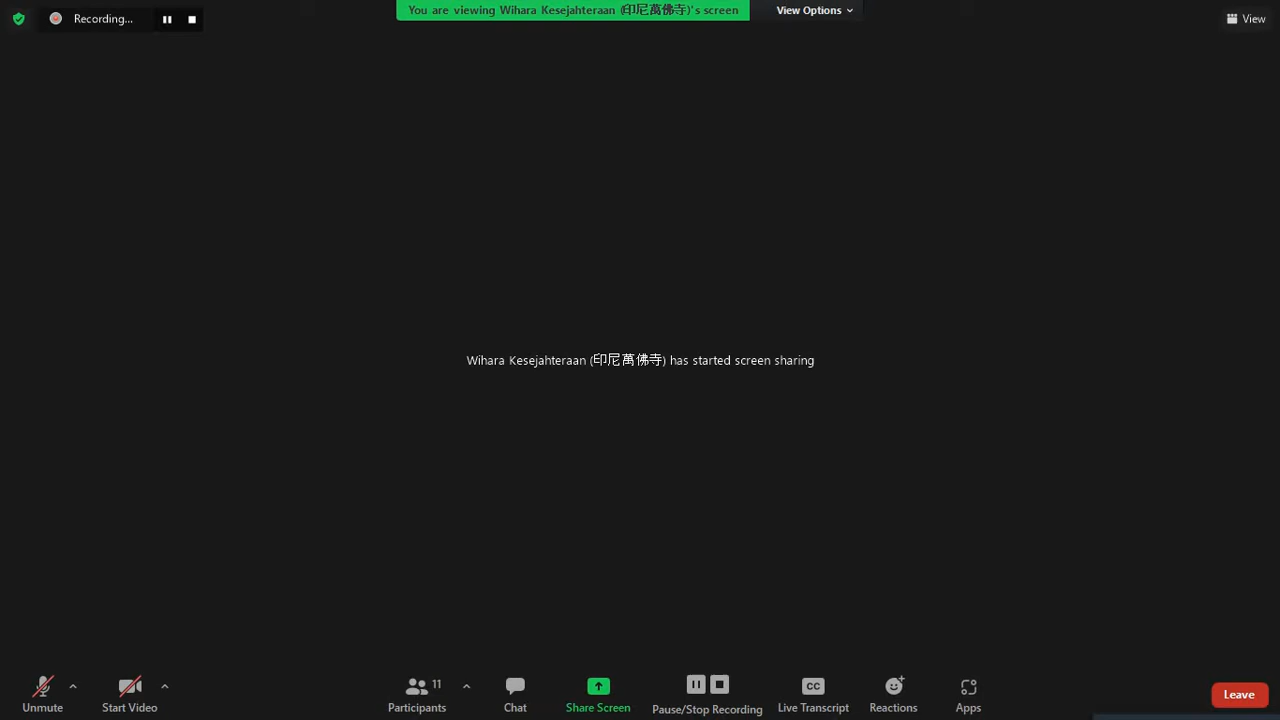 Recording...
You are viewing Wihara Kesejahteraan (印尼萬佛寺)'s screen
View Options
View
Wihara Kesejahteraan (印尼萬佛寺) has started screen sharing
Unmute
Start Video
11
Participants
Chat
Share Screen
Pause/Stop Recording
CC
Live Transcript
Reactions
Apps
Leave